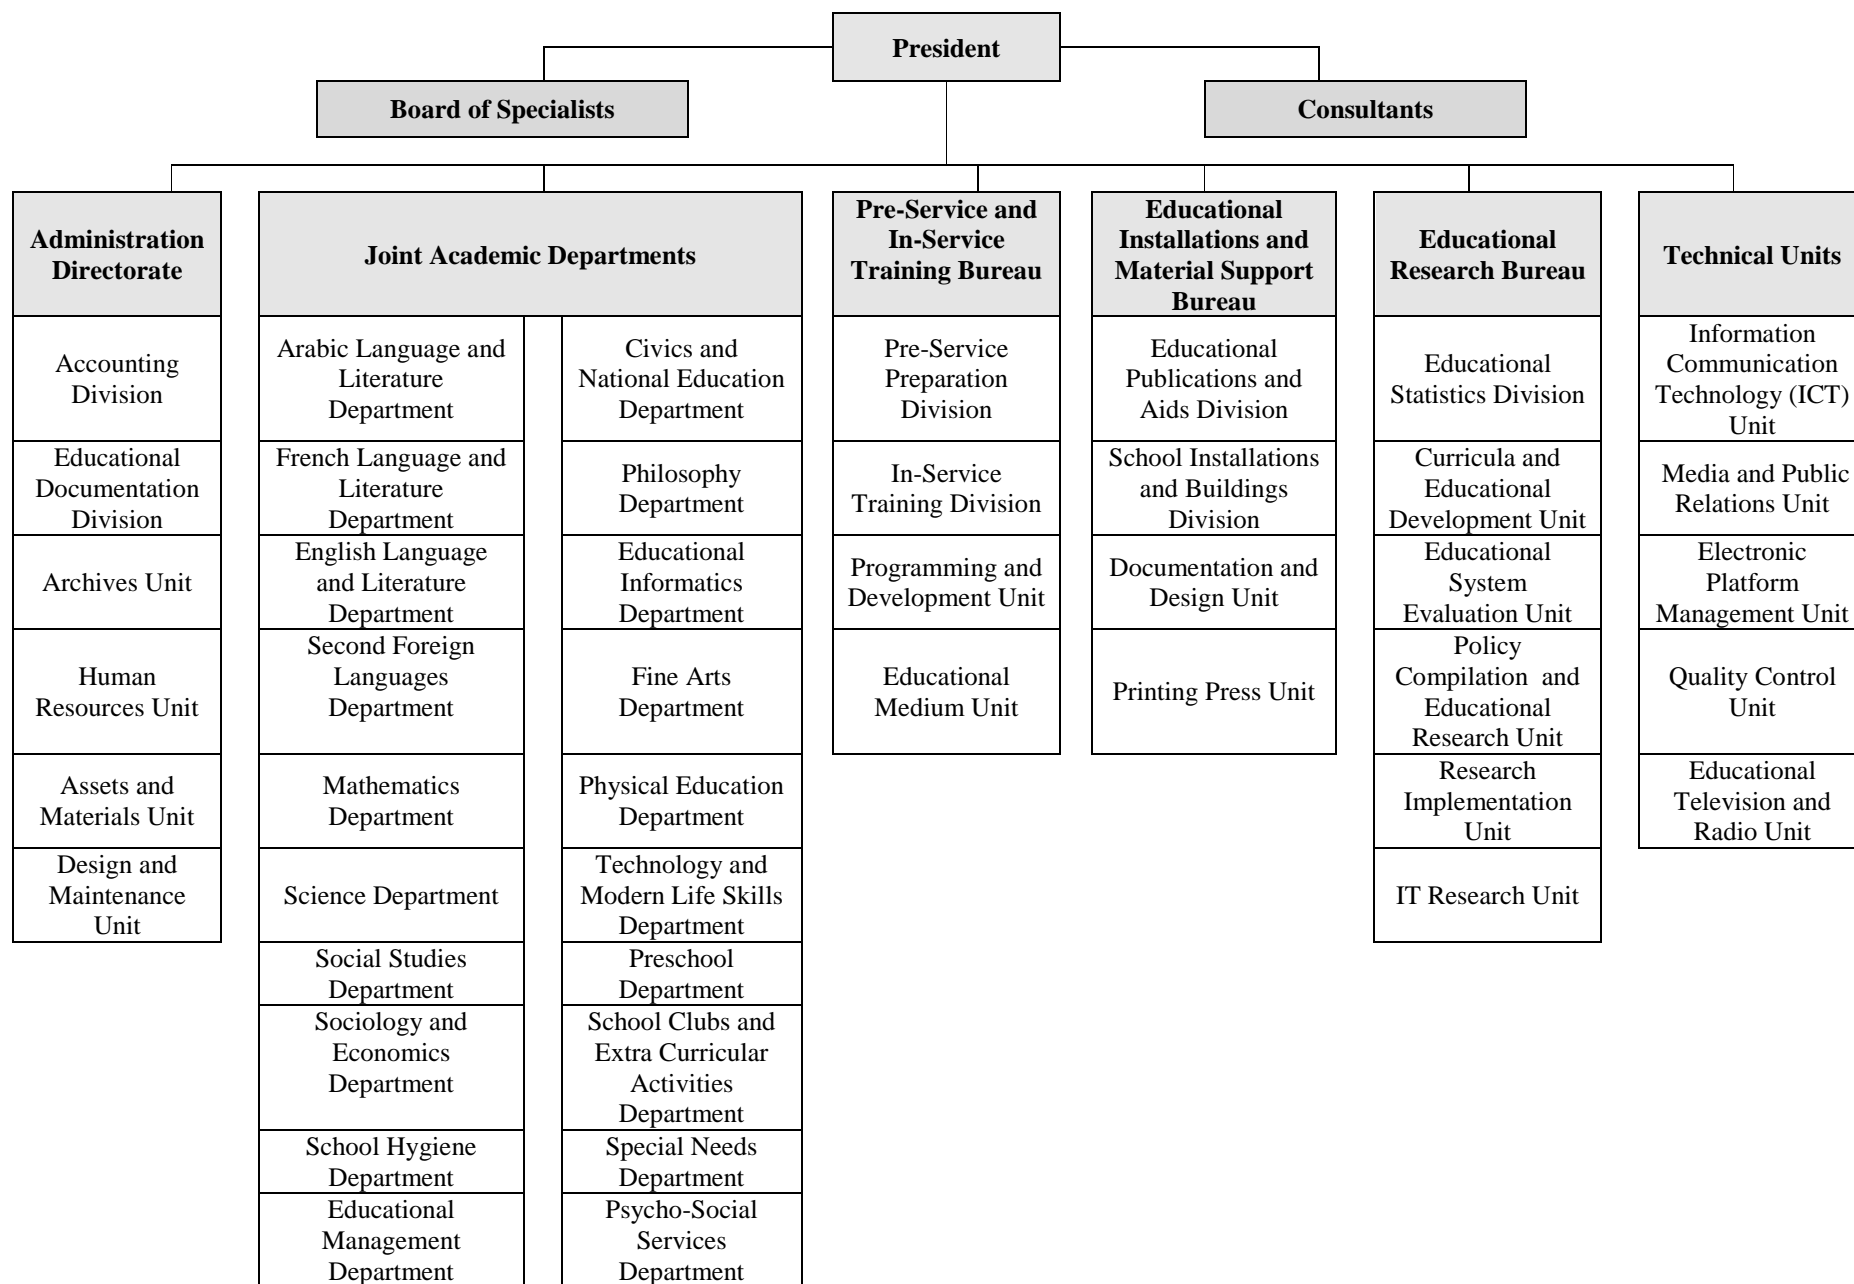 President
Board of Specialists
Consultants
Administration
Directorate
Joint Academic Departments
Pre-Service and
In-Service
Training Bureau
Educational
Installations and
Material Support
Bureau
Educational
Research Bureau
Technical Units
Accounting
Division
Educational
Documentation
Division
Archives Unit
Human
Resources Unit
Assets and
Materials Unit
Design and
Maintenance
Unit
Arabic Language and
Literature
Department
French Language and
Literature
Department
English Language
and Literature
Department
Second Foreign
Languages
Department
Mathematics
Department
Science Department
Social Studies
Department
Sociology and
Economics
Department
School Hygiene
Department
Educational
Management
Department
Civics and
National Education
Department
Philosophy
Department
Educational
Informatics
Department
Fine Arts
Department
Physical Education
Department
Technology and
Modern Life Skills
Department
Preschool
Department
School Clubs and
Extra Curricular
Activities
Department
Special Needs
Department
Psycho-Social
Services
Department
Pre-Service
Preparation
Division
In-Service
Training Division
Programming and
Development Unit
Educational
Medium Unit
Educational
Publications and
Aids Division
School Installations
and Buildings
Division
Documentation and
Design Unit
Printing Press Unit
Educational
Statistics Division
Curricula and
Educational
Development Unit
Educational
System
Evaluation Unit
Policy
Compilation and
Educational
Research Unit
Research
Implementation
Unit
IT Research Unit
Information
Communication
Technology (ICT)
Unit
Media and Public
Relations Unit
Electronic
Platform
Management Unit
Quality Control
Unit
Educational
Television and
Radio Unit